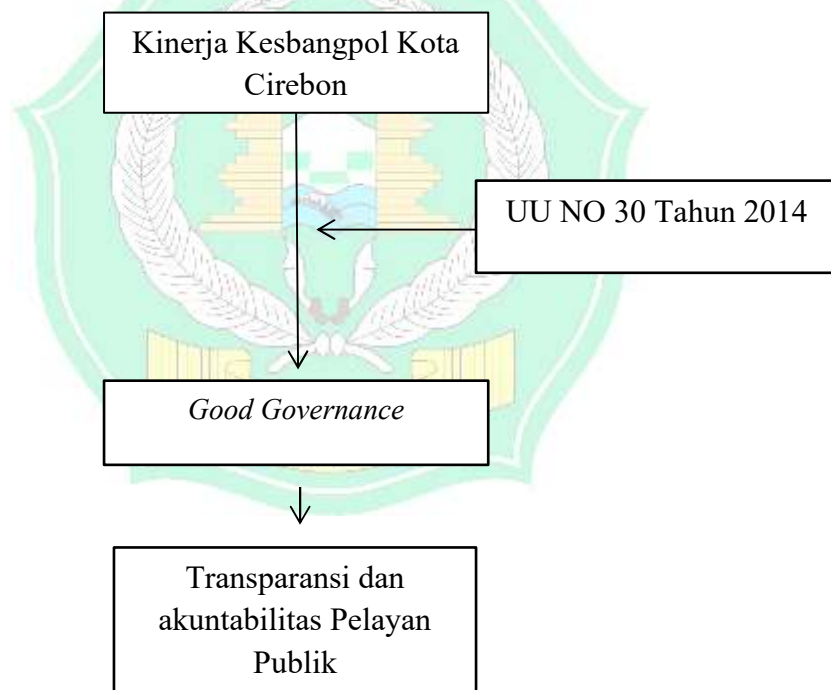 Kinerja Kesbangpol Kota
Cirebon
UU NO 30 Tahun 2014
Good Governance
Transparansi dan
akuntabilitas Pelayan
Publik